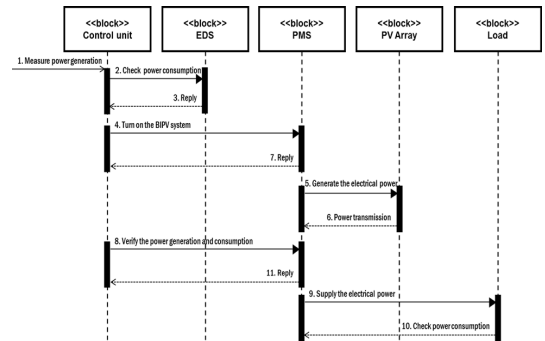 <<block>> <<block>> <<block>> <<block>> <<block>>
Control unit EDS PMS PV Array Load
1. Measure power generation
2. Check power consumption
3. Reply
4. Turn on the BIPV system
7. Reply
5. Generate the electrical power
6. Power transmission
8. Verify the power generation and consumption
11. Reply
9. Supply the electrical power
10. Check power consumption